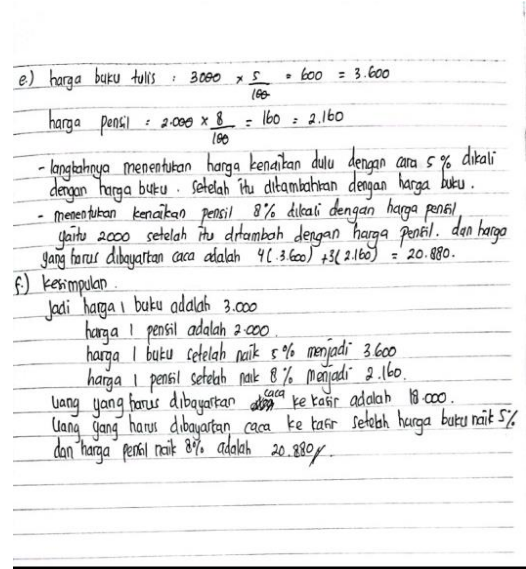 e.) harga buku tulis : 3000 × 5/100 = 600 = 3.600
harga pensil : 2.000 × 8/100 = 160 = 2.160
- langkahnya menentukan harga kenaikan dulu dengan cara 5 % dikali
dengan harga buku. setelah itu ditambahkan dengan harga buku.
- menentukan kenaikan pensil 8% dikali dengan harga pensil
yaitu 2000 setelah itu ditambah dengan harga pensil. dan harga
yang harus dibayarkan caca adalah 4(3.600) +3(2.160) = 20.880.
f.) kesimpulan.
Jadi harga 1 buku adalah 3.000
harga 1 pensil adalah 2.000
harga 1 buku setelah naik 5% menjadi 3.600
harga 1 pensil setelah naik 8% menjadi 2.160.
Uang yang harus dibayarkan caca ke kasir adalah 18.000.
Uang yang harus dibayarkan caca ke kasir setelah harga buku naik 5%
dan harga pensil naik 8% adalah 20.880